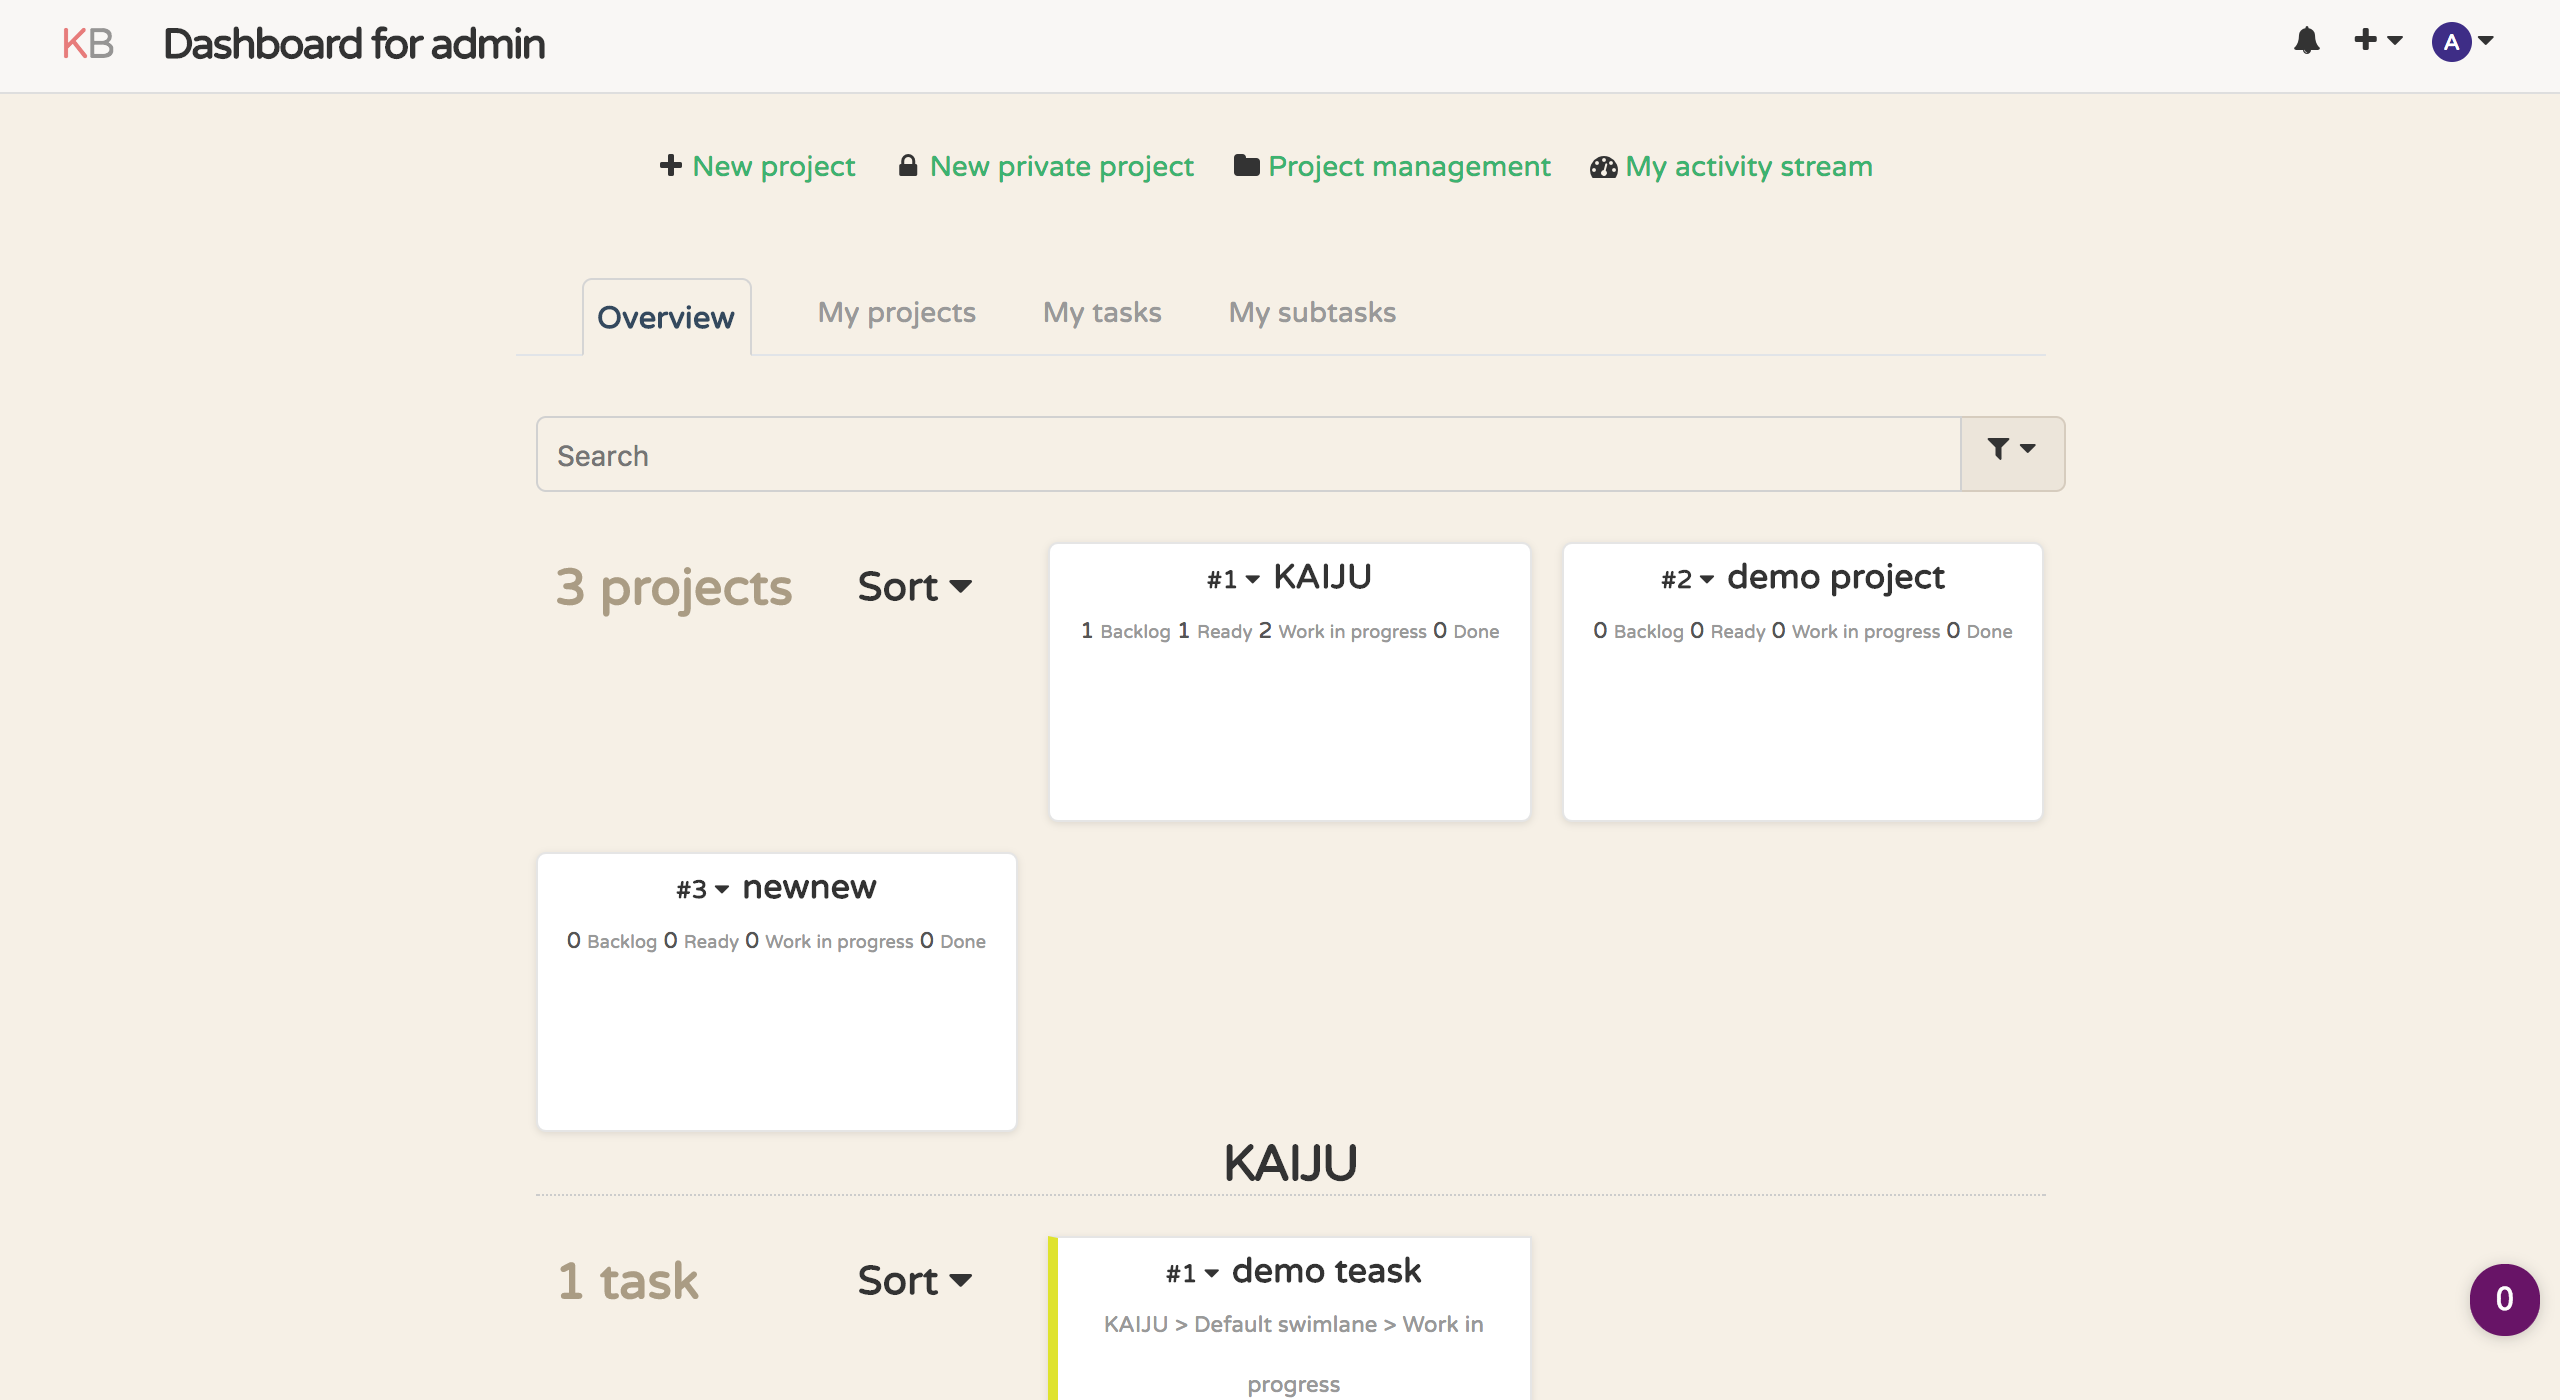 KB Dashboard for admin A
New project New private project Project management My activity stream
Overview My projects My tasks My subtasks
Search
3 projects Sort
#1 KAIJU
1 Backlog 1 Ready 2 Work in progress 0 Done
#2 demo project
0 Backlog 0 Ready 0 Work in progress 0 Done
#3 newnew
0 Backlog 0 Ready 0 Work in progress 0 Done
KAIJU
1 task Sort
#1 demo teask
KAIJU > Default swimlane > Work in
progress
0